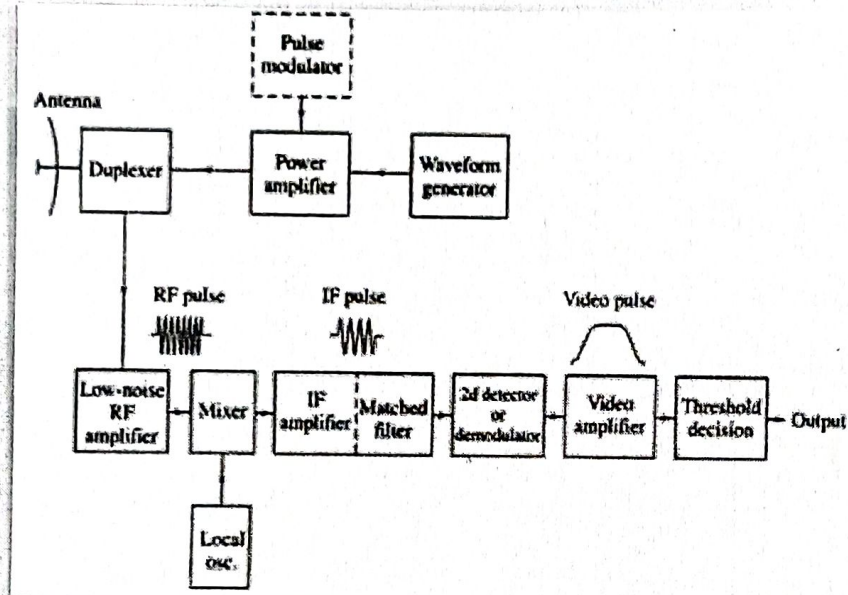 Pulse
modulator
Antenna
Duplexer
Power
amplifier
Waveform
generator
RF pulse
IF pulse
Video pulse
Low-noise
RF
amplifier
Mixer
IF
amplifier
Matched
filter
2d detector
or
demodulator
Video
amplifier
Threshold
decision
Output
Local
osc.